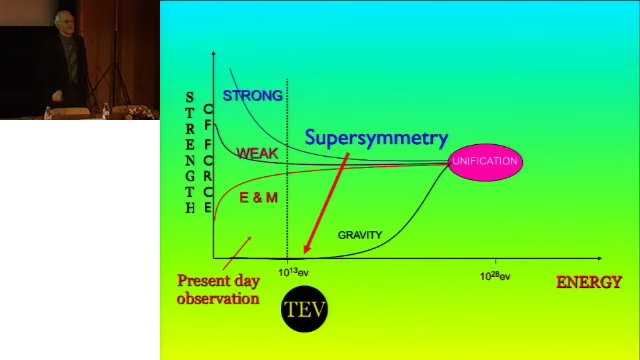 STRENGTH
OF FORCE
STRONG
Supersymmetry
WEAK
UNIFICATION
E & M
GRAVITY
10¹³ev
10²⁸ev
Present day
observation
ENERGY
TEV